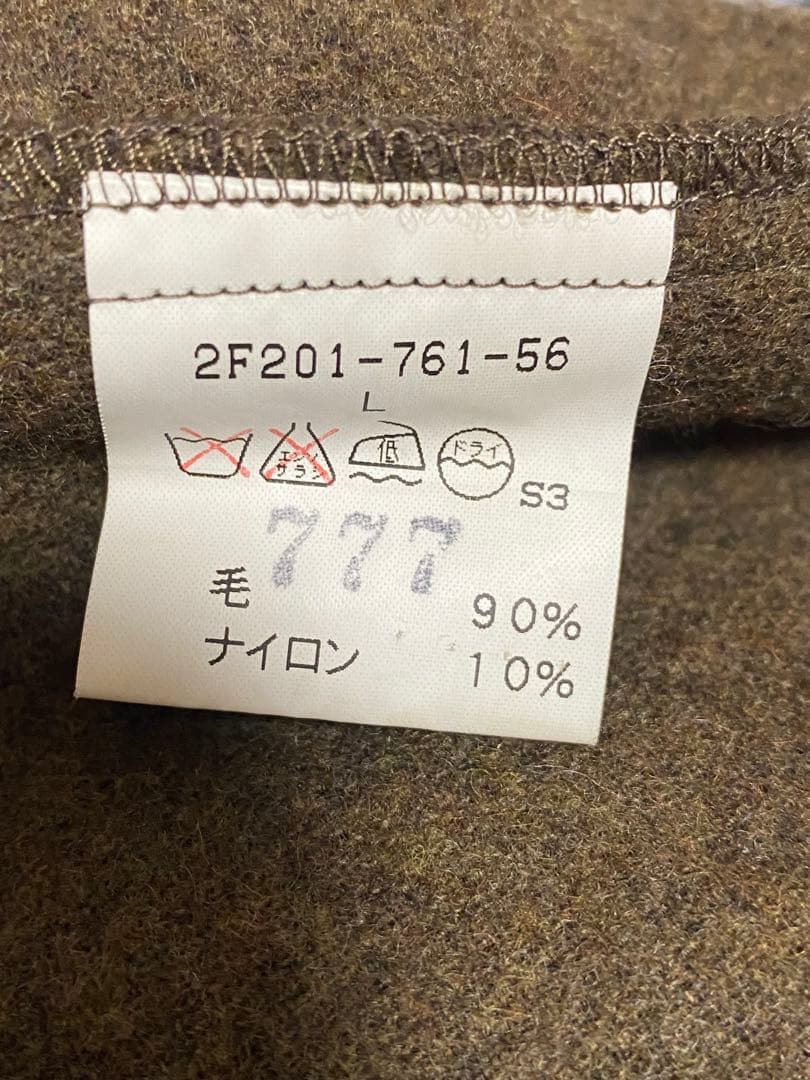 2F201-761-56
L
エンソ
サラシ
低
ドライ
S3
777
毛 90%
ナイロン 10%